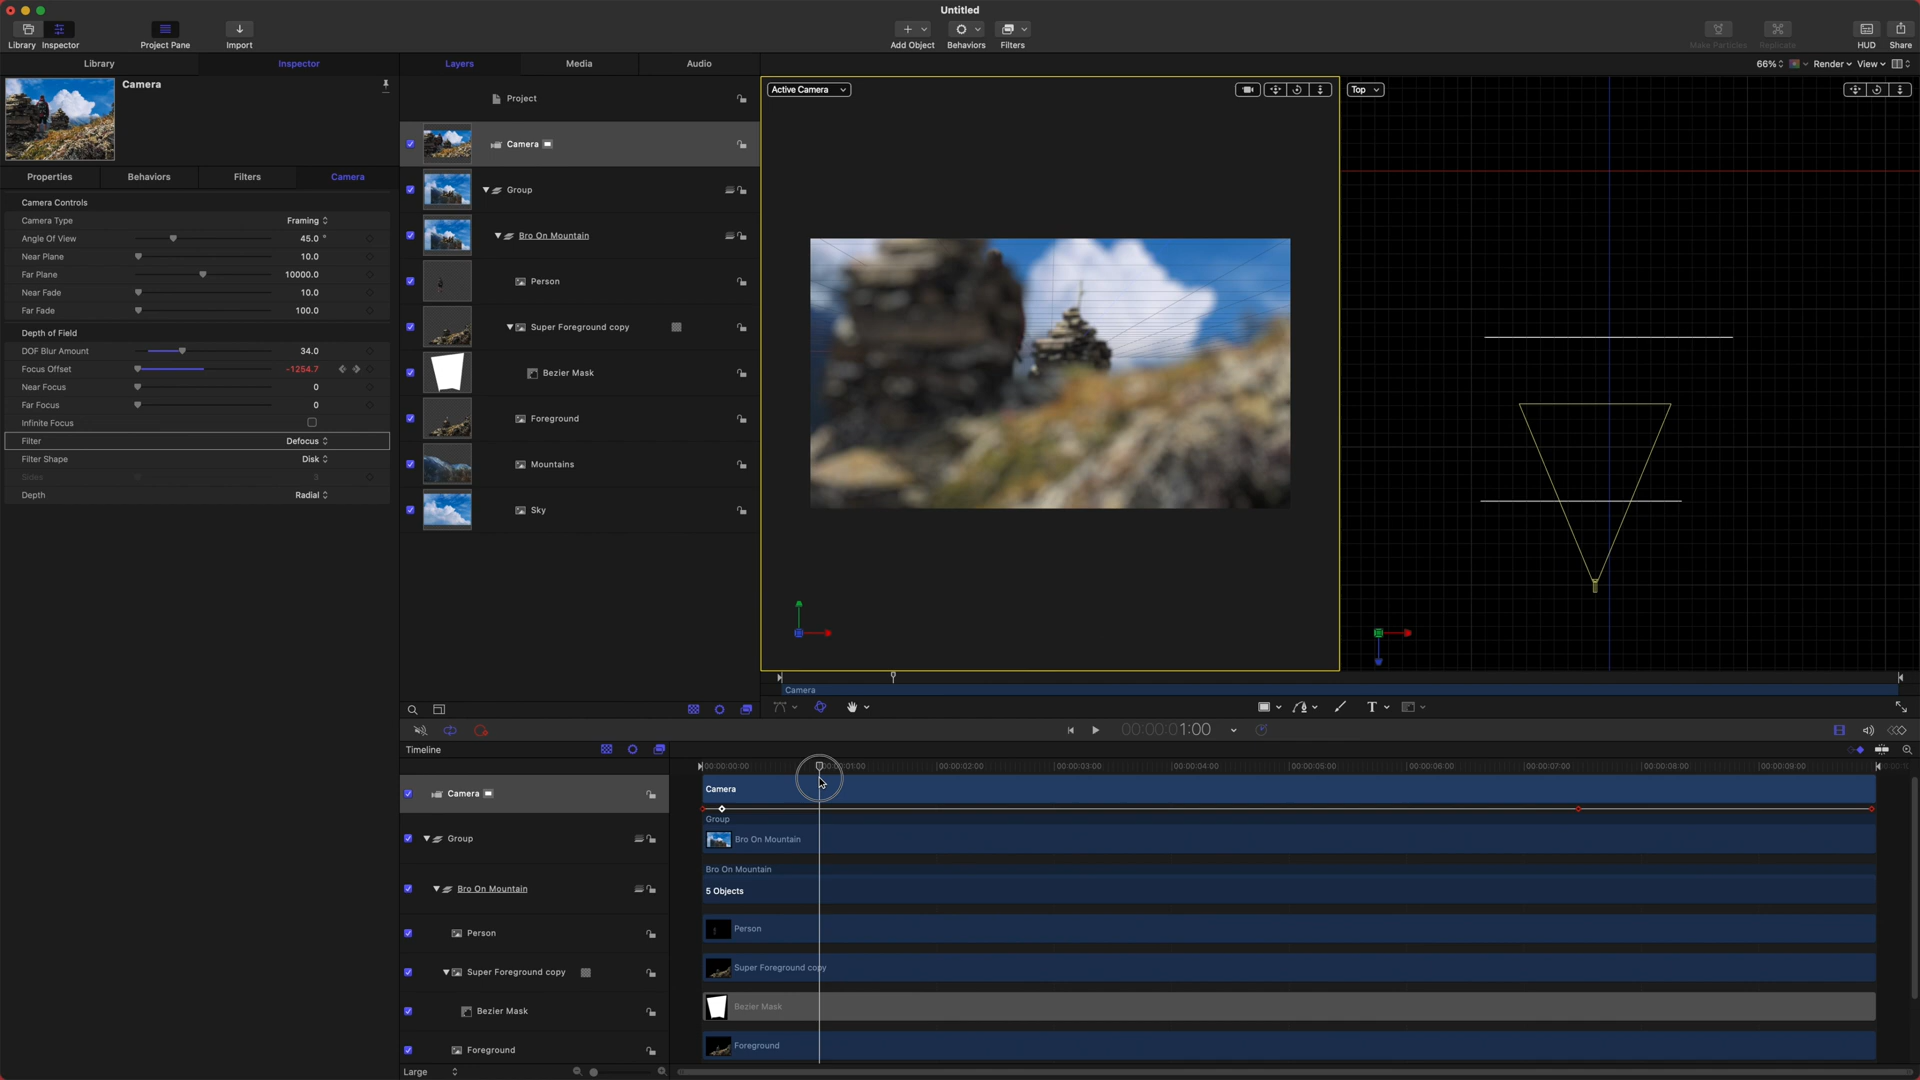 Untitled
Library
Inspector
Project Pane
Import
Add Object
Behaviors
Filters
Make Particles
Replicate
HUD
Share
Library
Inspector
Layers
Media
Audio
66%
Render
View
Camera
Properties
Behaviors
Filters
Camera
Camera Controls
Camera Type Framing
Angle Of View 45.0 °
Near Plane 10.0
Far Plane 10000.0
Near Fade 10.0
Far Fade 100.0
Depth of Field
DOF Blur Amount 34.0
Focus Offset -1254.7
Near Focus 0
Far Focus 0
Infinite Focus
Filter Defocus
Filter Shape Disk
Sides 3
Depth Radial
Project
Camera
Group
Bro On Mountain
Person
Super Foreground copy
Bezier Mask
Foreground
Mountains
Sky
Active Camera
Top
Camera
T
00:00:01:00
Timeline
00:00:00:00 00:00:01:00 00:00:02:00 00:00:03:00 00:00:04:00 00:00:05:00 00:00:06:00 00:00:07:00 00:00:08:00 00:00:09:00
Camera
Group
Bro On Mountain
Person
Super Foreground copy
Bezier Mask
Foreground
Camera
Group
Bro On Mountain
Bro On Mountain
5 Objects
Person
Super Foreground copy
Bezier Mask
Foreground
Large